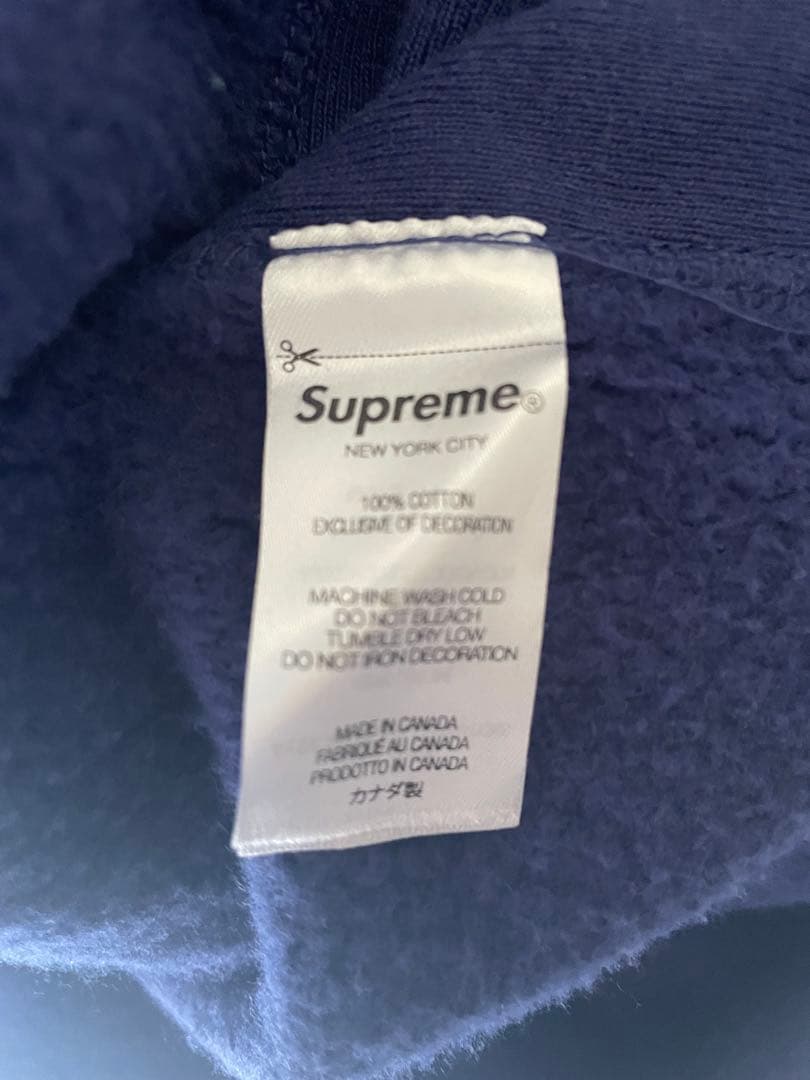 Supreme®
NEW YORK CITY
100% COTTON
EXCLUSIVE OF DECORATION
MACHINE WASH COLD
DO NOT BLEACH
TUMBLE DRY LOW
DO NOT IRON DECORATION
MADE IN CANADA
FABRIQUÉ AU CANADA
PRODOTTO IN CANADA
カナダ製